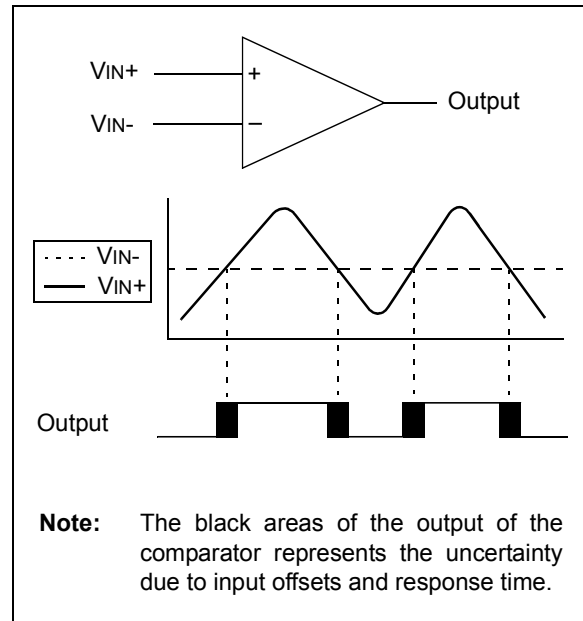 VIN+
+
Output
VIN-
–
VIN-
VIN+
Output
Note: The black areas of the output of the
comparator represents the uncertainty
due to input offsets and response time.